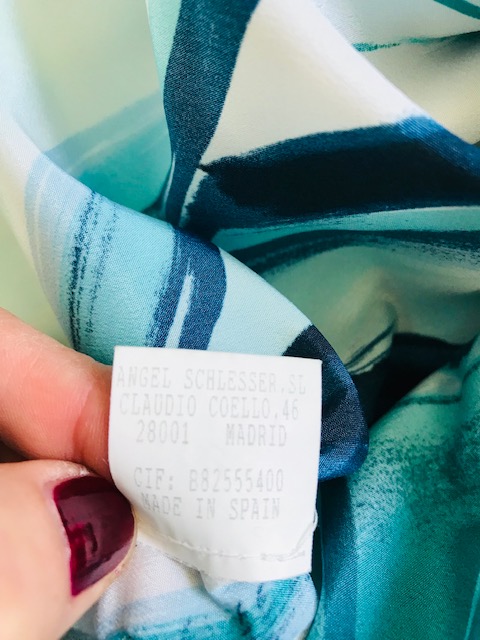 ANGEL SCHLESSER.SL
CLAUDIO COELLO.46
28001 MADRID
CIF: B82555400
MADE IN SPAIN